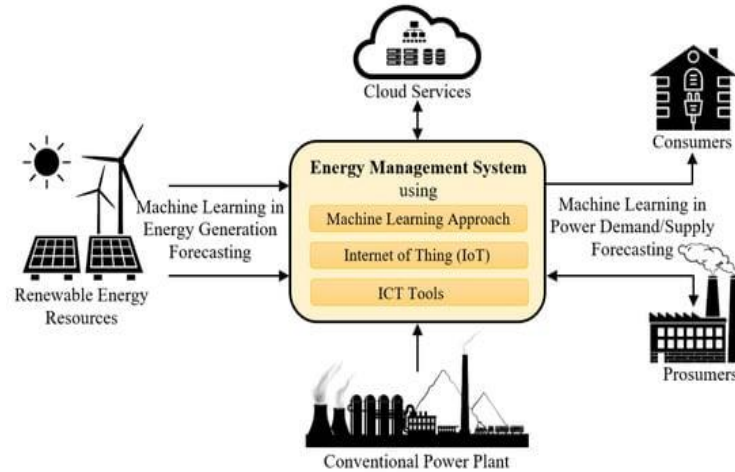 Cloud Services
Consumers
Energy Management System
using
Machine Learning Approach
Internet of Thing (IoT)
ICT Tools
Machine Learning in
Energy Generation
Forecasting
Machine Learning in
Power Demand/Supply
Forecasting
Renewable Energy
Resources
Prosumers
Conventional Power Plant